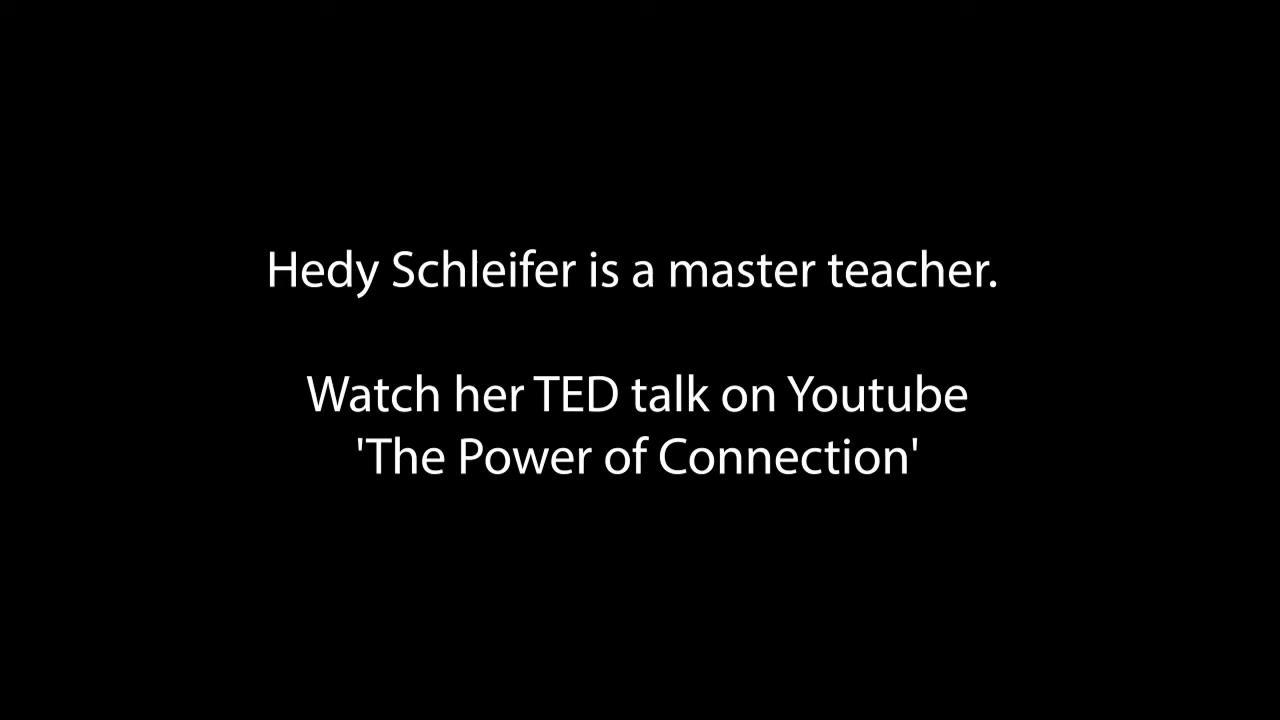 Hedy Schleifer is a master teacher.
Watch her TED talk on Youtube
'The Power of Connection'